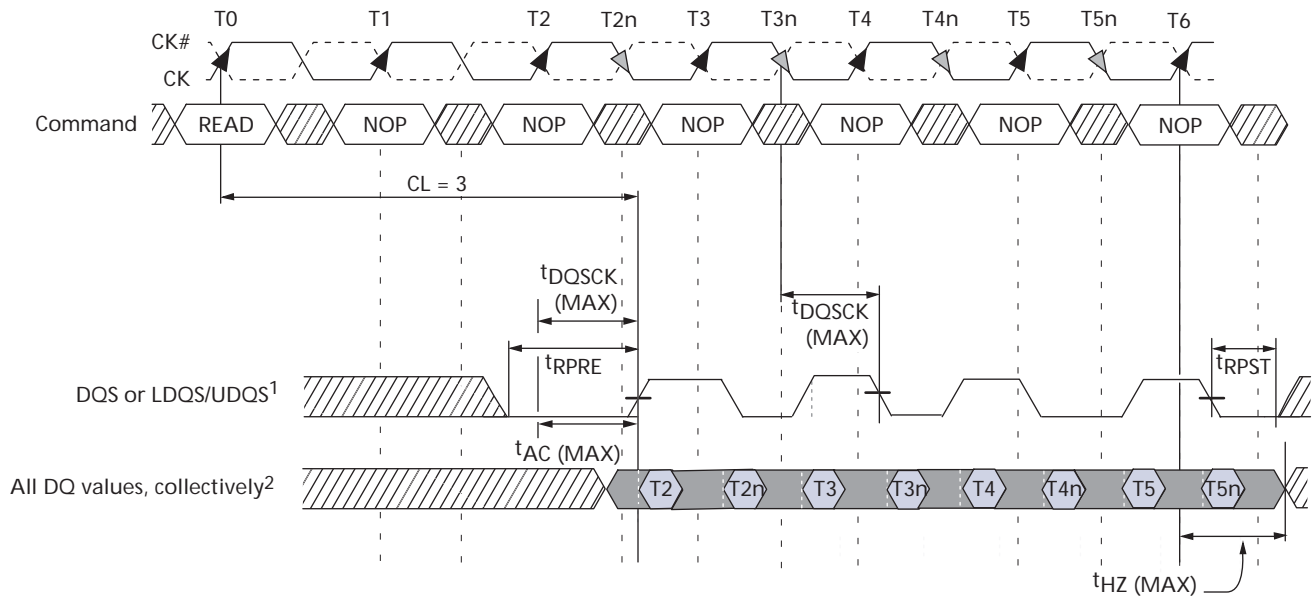 T0 T1 T2 T2n T3 T3n T4 T4n T5 T5n T6
CK#
CK
Command READ NOP NOP NOP NOP NOP NOP
CL = 3
tDQSCK
(MAX)
tDQSCK
(MAX)
tRPRE
tRPST
DQS or LDQS/UDQS1
tAC (MAX)
All DQ values, collectively2 T2 T2n T3 T3n T4 T4n T5 T5n
tHZ (MAX)